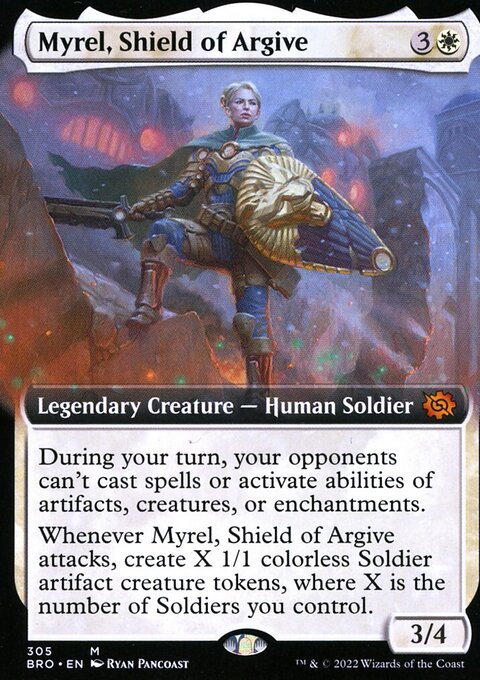 Myrel, Shield of Argive 3
Legendary Creature — Human Soldier
During your turn, your opponents
can't cast spells or activate abilities of
artifacts, creatures, or enchantments.
Whenever Myrel, Shield of Argive
attacks, create X 1/1 colorless Soldier
artifact creature tokens, where X is the
number of Soldiers you control.
3/4
305 M
BRO • EN Ryan Pancoast
™ & © 2022 Wizards of the Coast